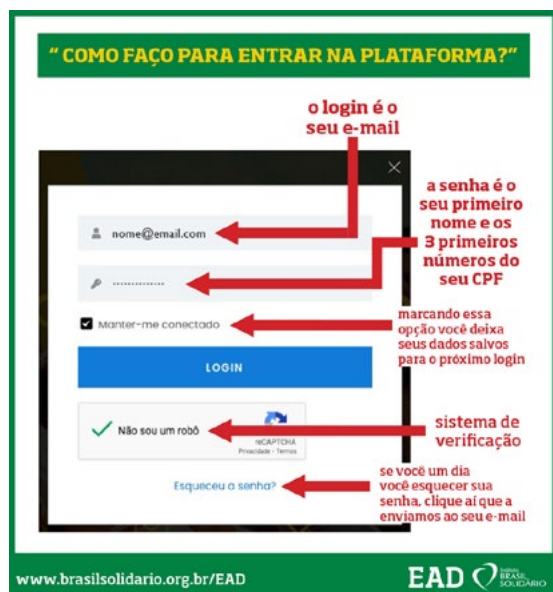 “COMO FAÇO PARA ENTRAR NA PLATAFORMA?”
o login é o
seu e-mail
nome@email.com
a senha é o
seu primeiro
nome e os
3 primeiros
números do
seu CPF
Manter-me conectado
marcando essa
opção você deixa
seus dados salvos
para o próximo login
LOGIN
Não sou um robô
reCAPTCHA
Privacidade - Termos
sistema de
verificação
Esqueceu a senha?
se você um dia
você esquecer sua
senha, clique aí que a
enviamos ao seu e-mail
www.brasilsolidario.org.br/EAD
EAD
Instituto
BRASIL
SOLIDÁRIO